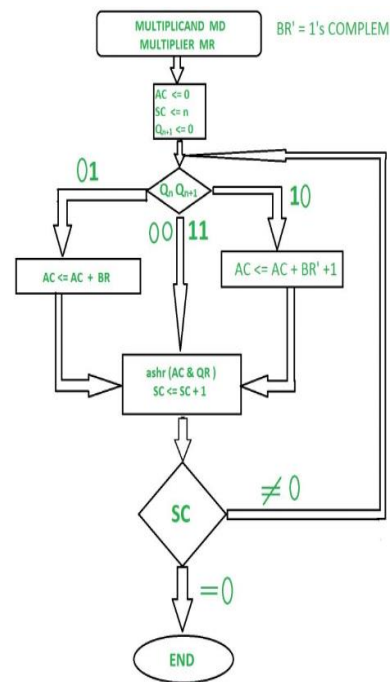 MULTIPLICAND MD
MULTIPLIER MR
BR' = 1's COMPLEM
AC <= 0
SC <= n
Qn+1 <= 0
Qn Qn+1
01
00 11
10
AC <= AC + BR
AC <= AC + BR' +1
ashr (AC & QR )
SC <= SC + 1
SC
≠ 0
=0
END